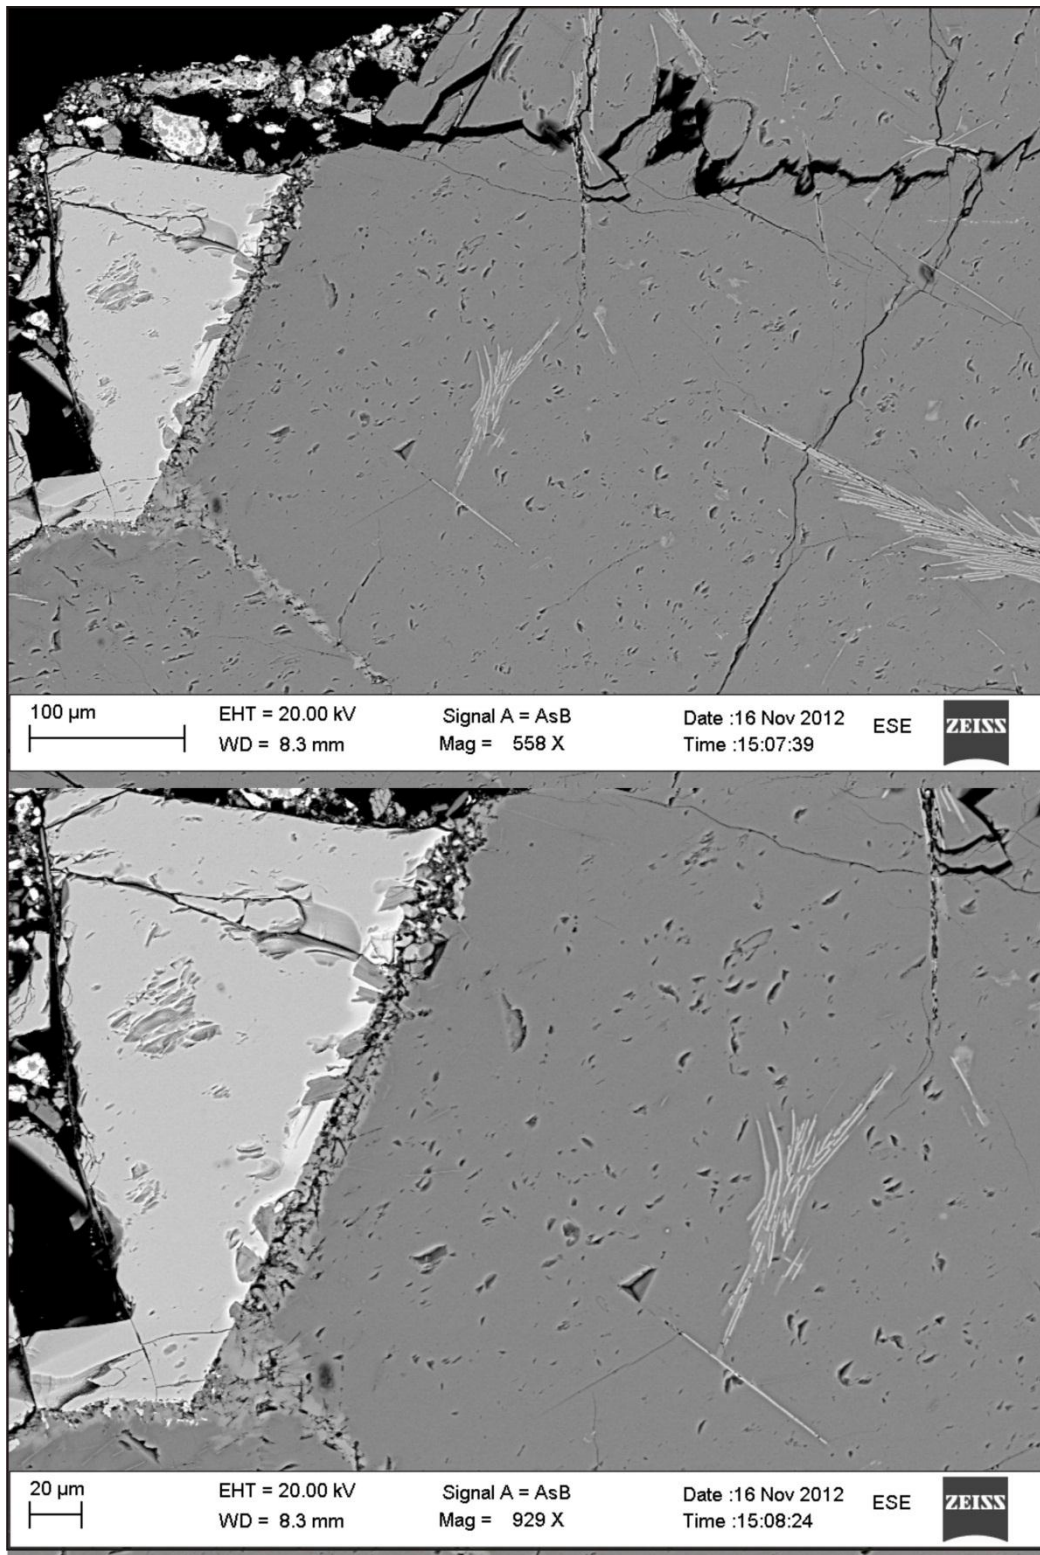 100 µm
EHT = 20.00 kV
Signal A = AsB
Date :16 Nov 2012
ESE
ZEISS
WD = 8.3 mm
Mag = 558 X
Time :15:07:39
20 µm
EHT = 20.00 kV
Signal A = AsB
Date :16 Nov 2012
ESE
ZEISS
WD = 8.3 mm
Mag = 929 X
Time :15:08:24